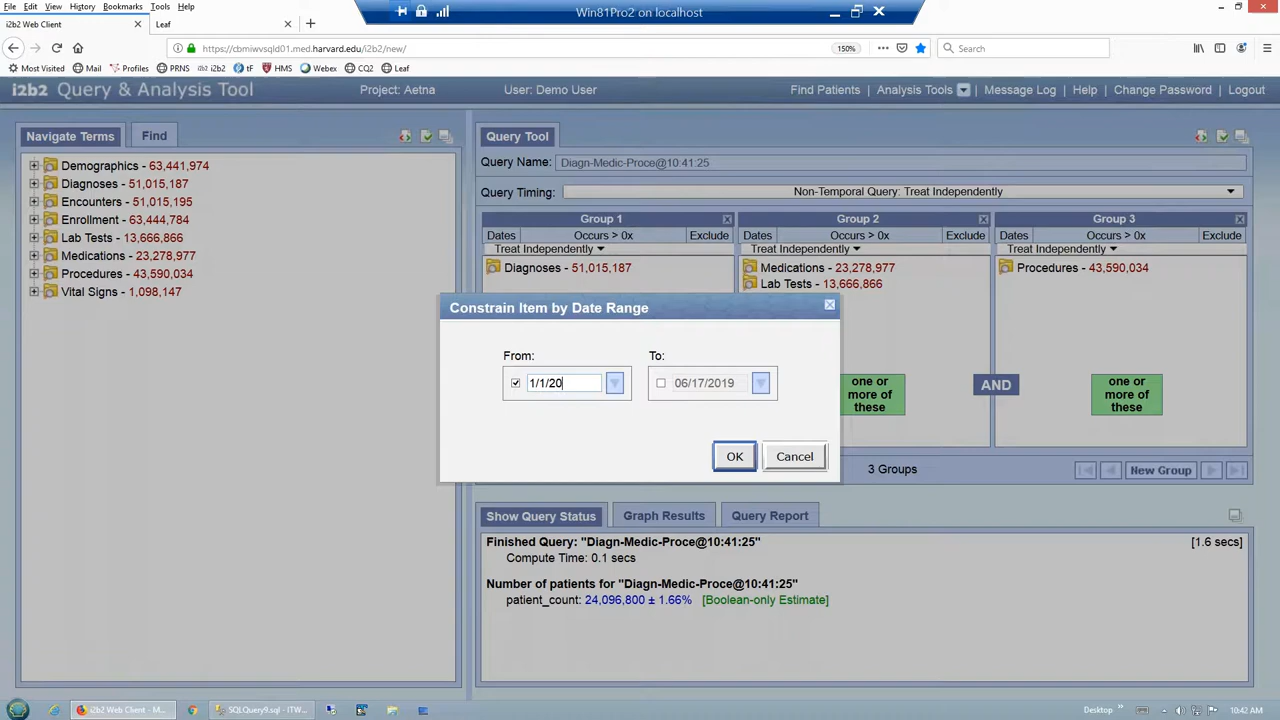 File Edit View History Bookmarks Tools Help
Win81Pro2 on localhost
i2b2 Web Client
Leaf
https://cbmiwvsqld01.med.harvard.edu/i2b2/new/
150%
Search
Most Visited Mail Profiles PRNS i2b2 tF HMS Webex CQ2 Leaf
i2b2 Query & Analysis Tool
Project: Aetna
User: Demo User
Find Patients Analysis Tools Message Log Help Change Password Logout
Navigate Terms Find
Demographics - 63,441,974
Diagnoses - 51,015,187
Encounters - 51,015,195
Enrollment - 63,444,784
Lab Tests - 13,666,866
Medications - 23,278,977
Procedures - 43,590,034
Vital Signs - 1,098,147
Query Tool
Query Name: Diagn-Medic-Proce@10:41:25
Query Timing: Non-Temporal Query: Treat Independently
Group 1 Group 2 Group 3
Dates Occurs > 0x Exclude Dates Occurs > 0x Exclude Dates Occurs > 0x Exclude
Treat Independently Treat Independently Treat Independently
Diagnoses - 51,015,187 Medications - 23,278,977 Procedures - 43,590,034
Lab Tests - 13,666,866
Constrain Item by Date Range
From: To:
1/1/20 06/17/2019
OK Cancel
one or more of these
AND
one or more of these
3 Groups New Group
Show Query Status Graph Results Query Report
Finished Query: "Diagn-Medic-Proce@10:41:25" [1.6 secs]
Compute Time: 0.1 secs
Number of patients for "Diagn-Medic-Proce@10:41:25"
patient_count: 24,096,800 ± 1.66% [Boolean-only Estimate]
i2b2 Web Client - M...
SQLQuery9.sql - ITW...
Desktop
10:42 AM